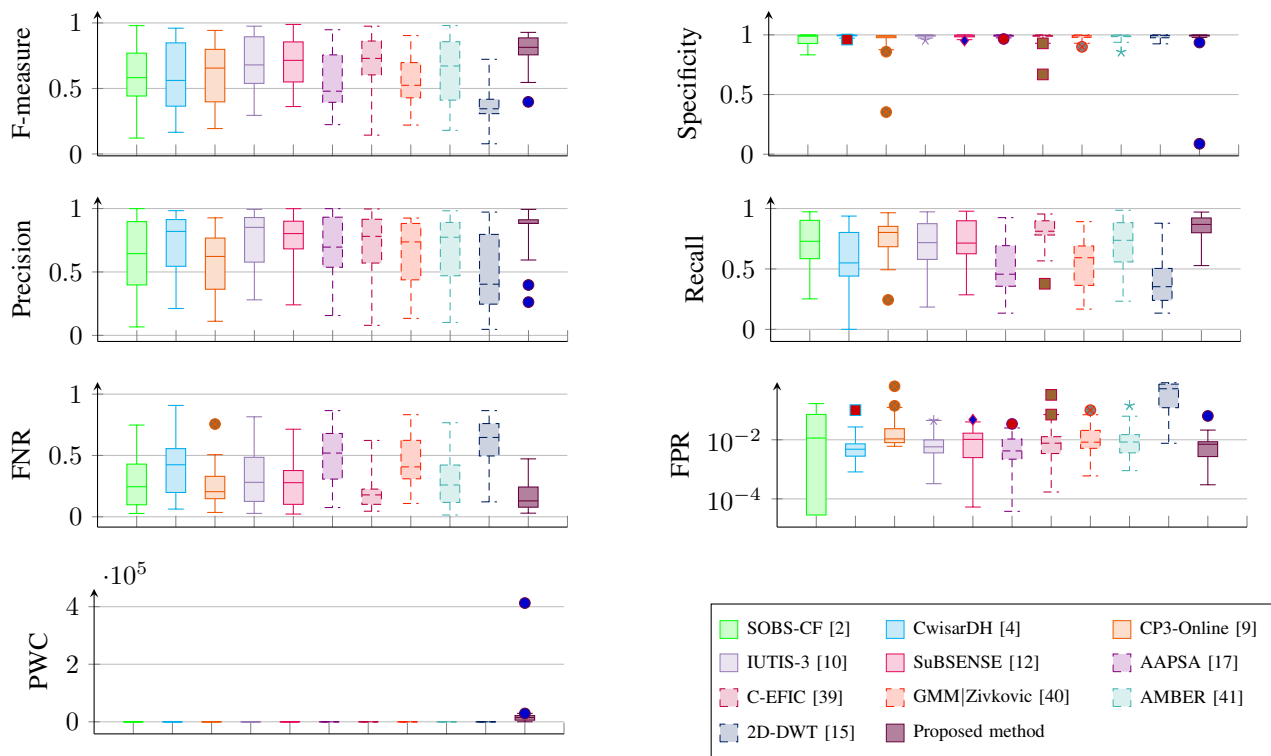 F-measure
1
0.5
0
Specificity
1
0.5
0
Precision
1
0.5
0
Recall
1
0.5
0
FNR
1
0.5
0
FPR
10^−2
10^−4
PWC
·10^5
4
2
0
SOBS-CF [2]
CwisarDH [4]
CP3-Online [9]
IUTIS-3 [10]
SuBSENSE [12]
AAPSA [17]
C-EFIC [39]
GMM|Zivkovic [40]
AMBER [41]
2D-DWT [15]
Proposed method